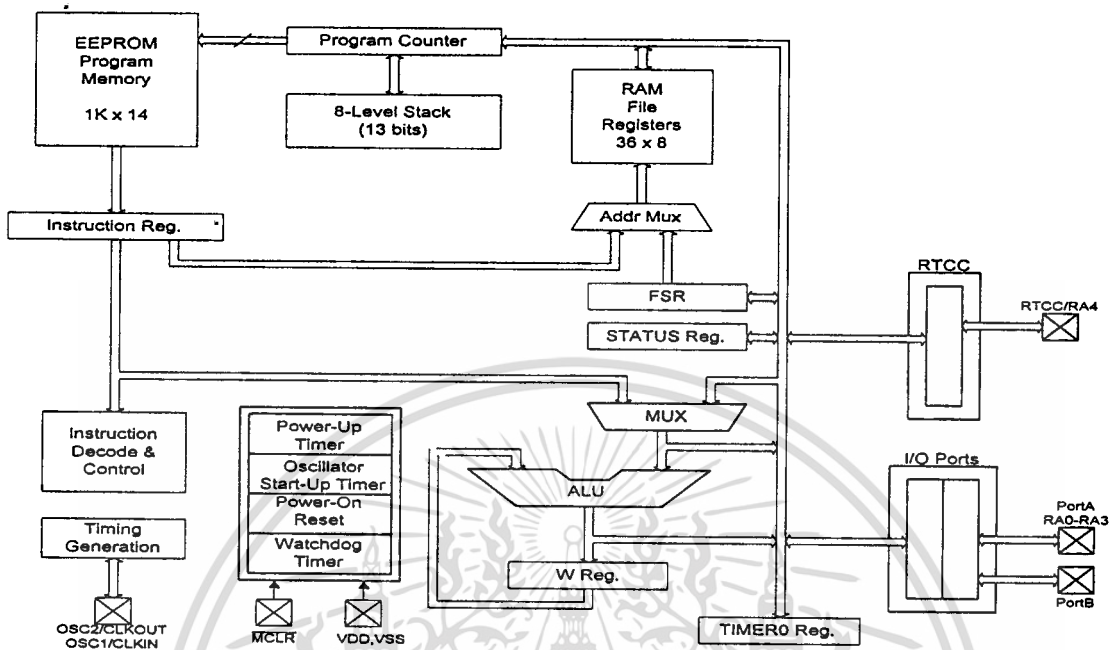 EEPROM
Program
Memory
1K x 14
Program Counter
8-Level Stack
(13 bits)
RAM
File
Registers
36 x 8
Instruction Reg.
Addr Mux
FSR
STATUS Reg.
RTCC
RTCC/RA4
MUX
Instruction
Decode &
Control
Power-Up
Timer
Oscillator
Start-Up Timer
Power-On
Reset
Watchdog
Timer
ALU
I/O Ports
PortA
RA0-RA3
PortB
Timing
Generation
W Reg.
OSC2/CLKOUT
OSC1/CLKIN
MCLR
VDD,VSS
TIMER0 Reg.